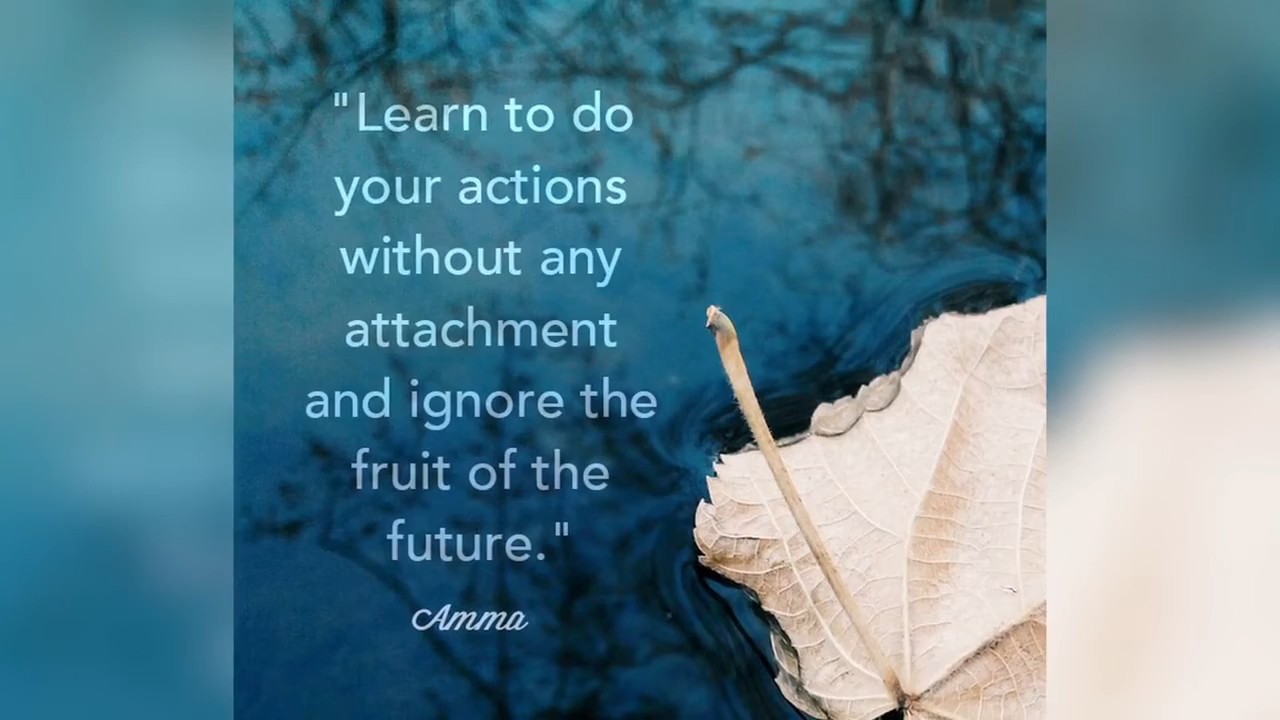 "Learn to do
your actions
without any
attachment
and ignore the
fruit of the
future."
Amma